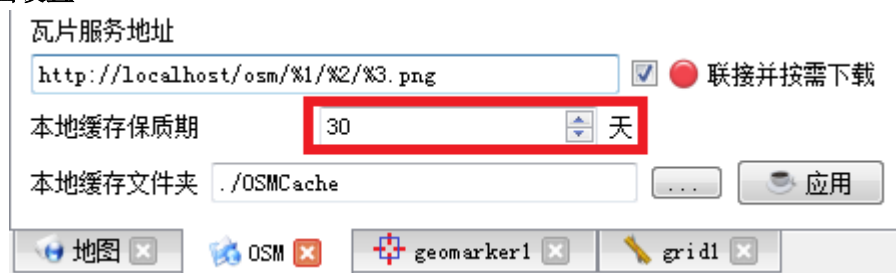 瓦片服务地址
http://localhost/osm/%1/%2/%3.png 联接并按需下载
本地缓存保质期 30 天
本地缓存文件夹 ./OSMCache ... 应用
地图 OSM geomarker1 grid1